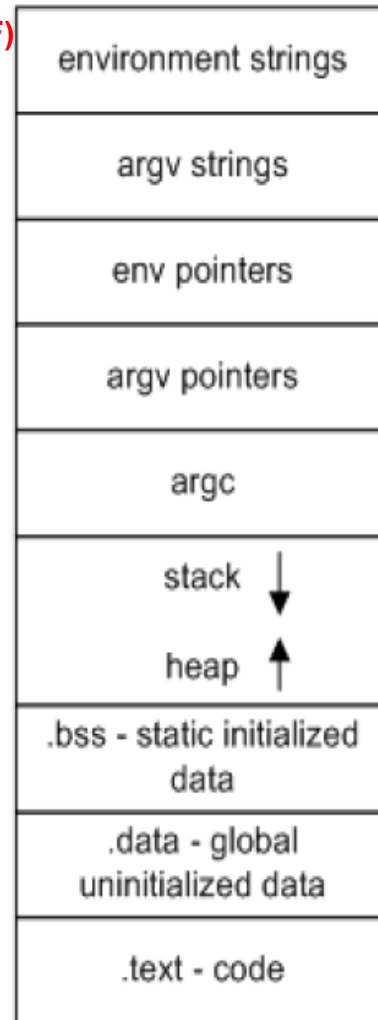 environment strings
argv strings
env pointers
argv pointers
argc
stack
heap
.bss - static initialized
data
.data - global
uninitialized data
.text - code